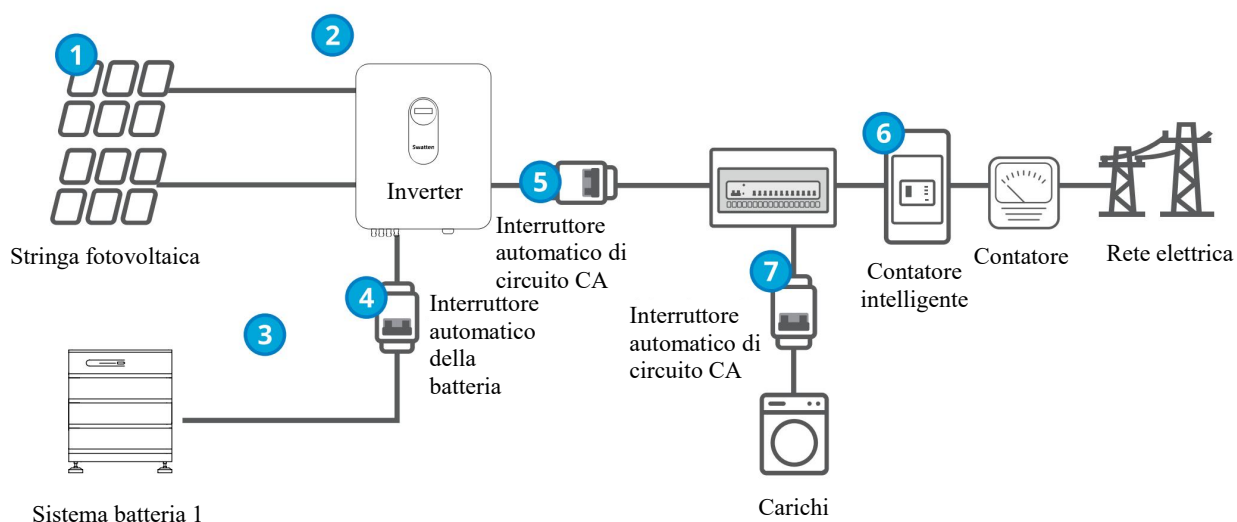 1
2
Swatten
Inverter
Stringa fotovoltaica
5
Interruttore
automatico di
circuito CA
6
Contatore
intelligente
Contatore
Rete elettrica
3
4
Interruttore
automatico
della
batteria
7
Interruttore
automatico di
circuito CA
Sistema batteria 1
Carichi